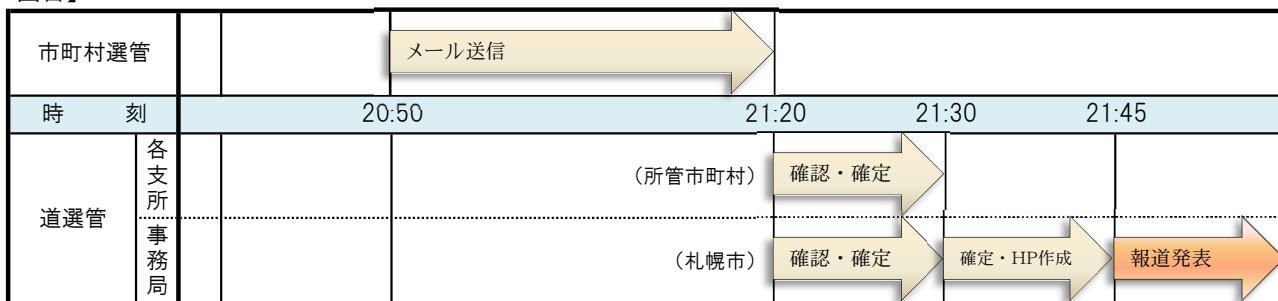 市町村選管
メール送信
時 刻
20:50
21:20
21:30
21:45
道選管
各支所
(所管市町村)
確認・確定
事務局
(札幌市)
確認・確定
確定・HP作成
報道発表